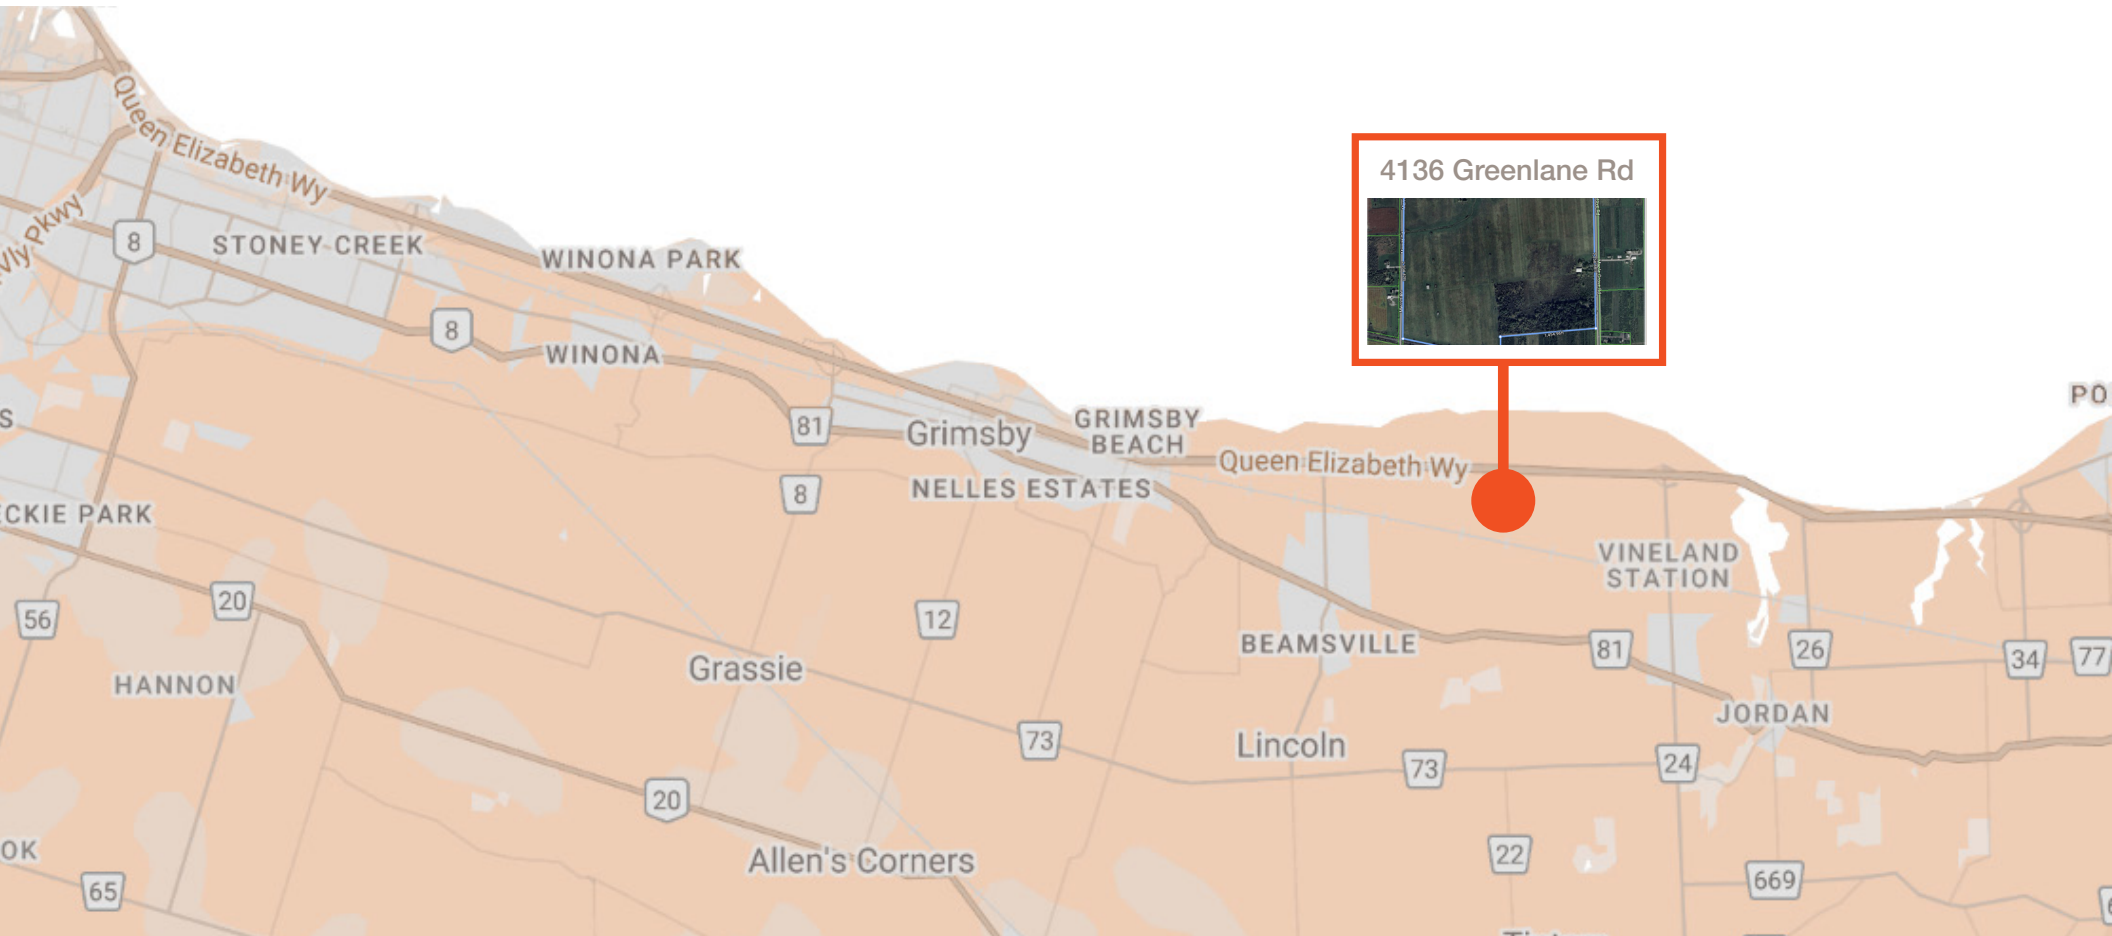 4136 Greenlane Rd
Queen Elizabeth Wy
Pkwy
8
STONEY CREEK
WINONA PARK
8
WINONA
81
Grimsby
GRIMSBY
BEACH
Queen Elizabeth Wy
PO
S
8
NELLES ESTATES
ECKIE PARK
VINELAND
STATION
20
56
12
BEAMSVILLE
81
26
34
77
Grassie
HANNON
JORDAN
73
Lincoln
73
24
20
OK
Allen's Corners
22
669
65